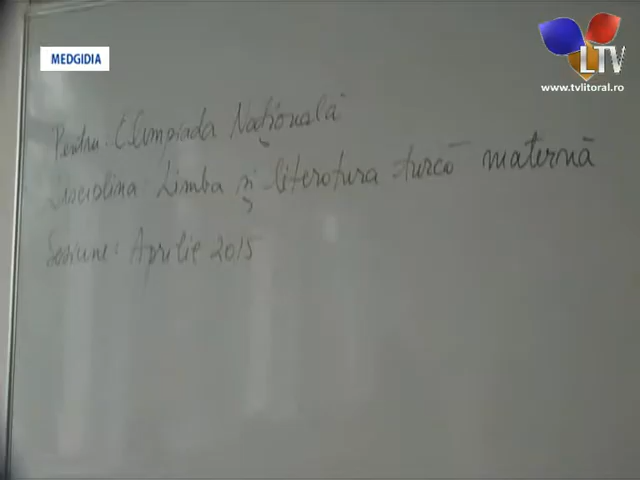 MEDGIDIA
LTV
www.tvlitoral.ro
Pentru: Olimpiada Națională
Disciplina: Limba și literatura turcă maternă
Sesiune: Aprilie 2015